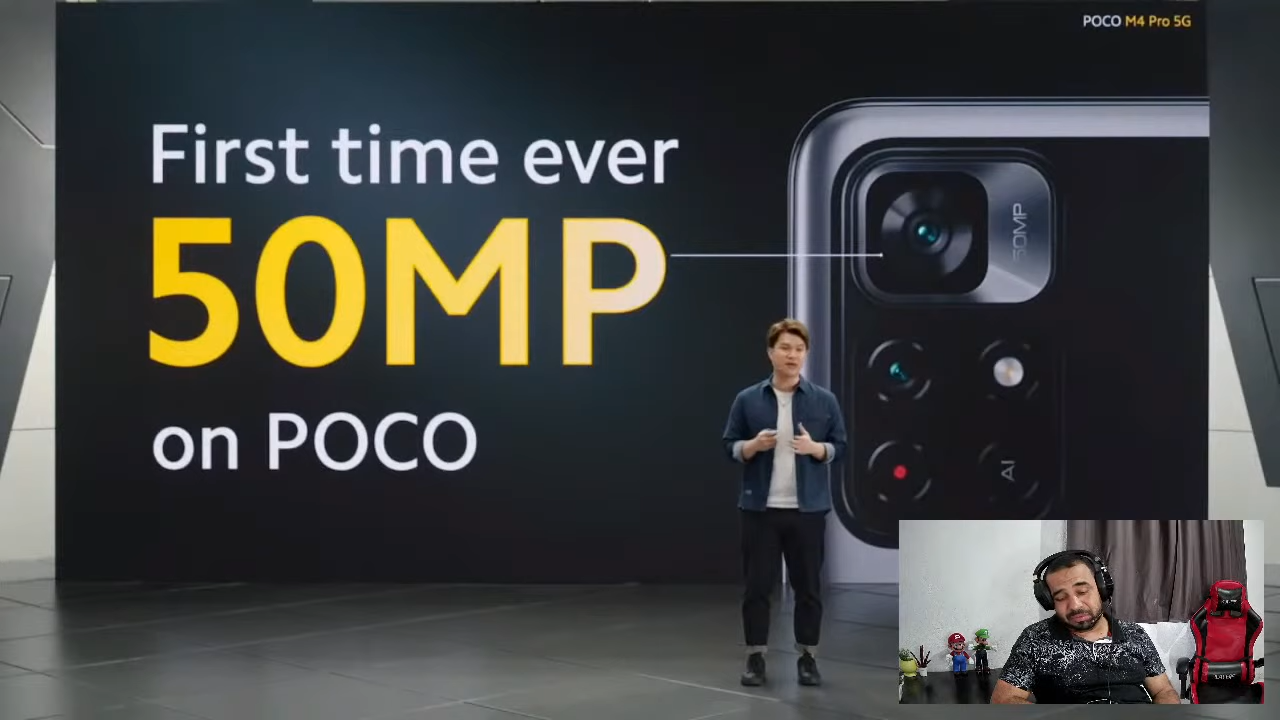 POCO M4 Pro 5G
First time ever
50MP
on POCO
50MP
AI